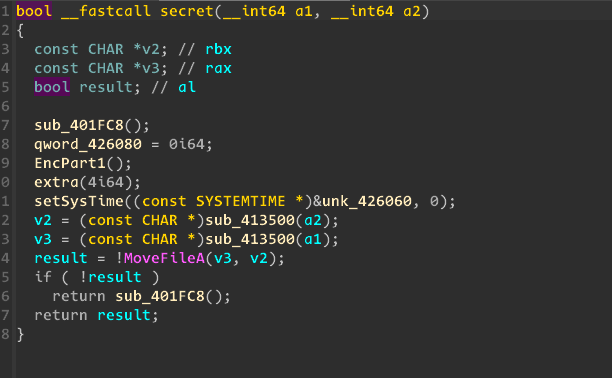 1 bool __fastcall secret(__int64 a1, __int64 a2)
2 {
3   const CHAR *v2; // rbx
4   const CHAR *v3; // rax
5   bool result; // al
6
7   sub_401FC8();
8   qword_426080 = 0i64;
9   EncPart1();
0   extra(4i64);
1   setSysTime((const SYSTEMTIME *)&unk_426060, 0);
2   v2 = (const CHAR *)sub_413500(a2);
3   v3 = (const CHAR *)sub_413500(a1);
4   result = !MoveFileA(v3, v2);
5   if ( !result )
6     return sub_401FC8();
7   return result;
8 }